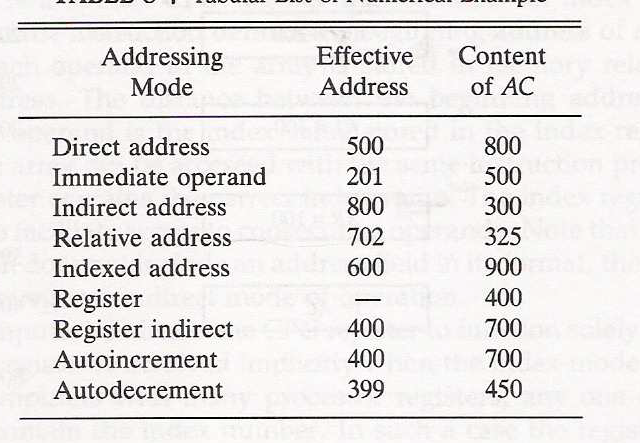 TABLE 8-4 Tabular List of Numerical Example
Addressing Mode Effective Address Content of AC
Direct address 500 800
Immediate operand 201 500
Indirect address 800 300
Relative address 702 325
Indexed address 600 900
Register — 400
Register indirect 400 700
Autoincrement 400 700
Autodecrement 399 450